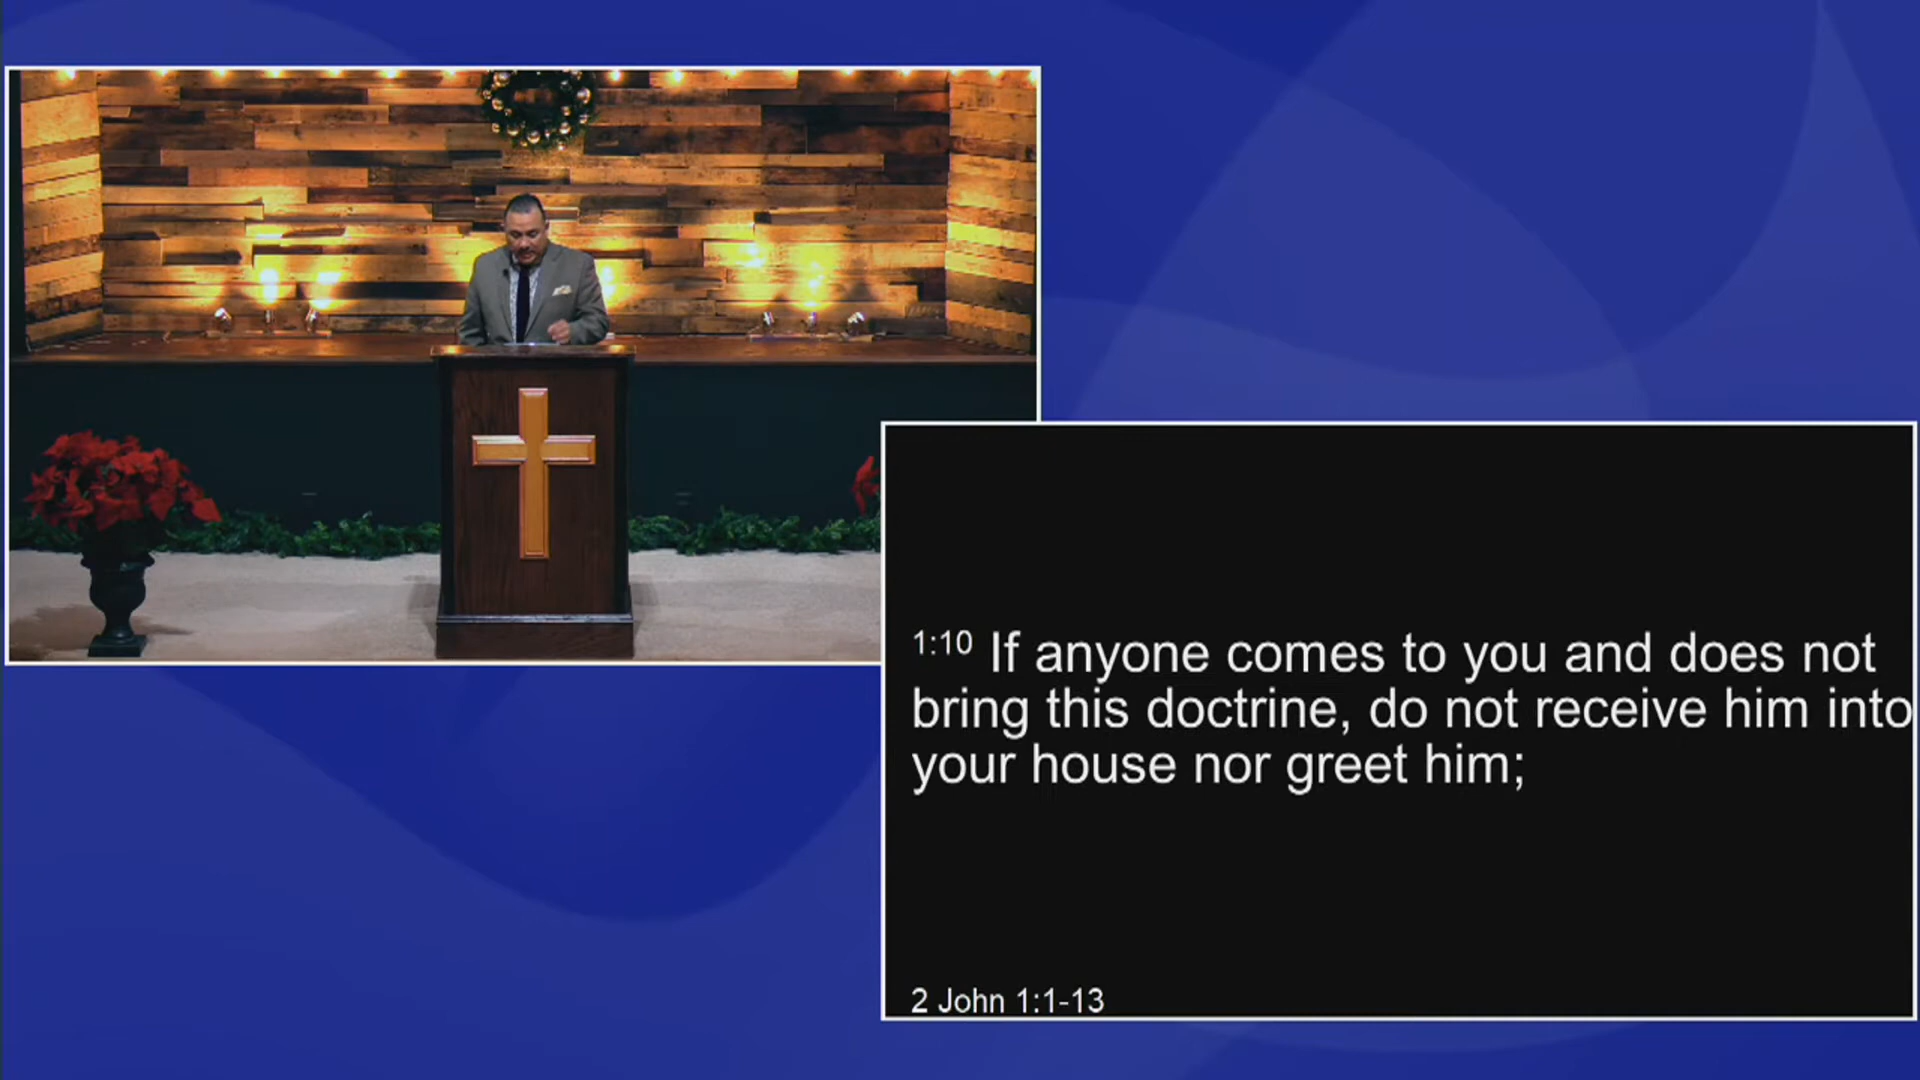 1:10 If anyone comes to you and does not
bring this doctrine, do not receive him into
your house nor greet him;
2 John 1:1-13